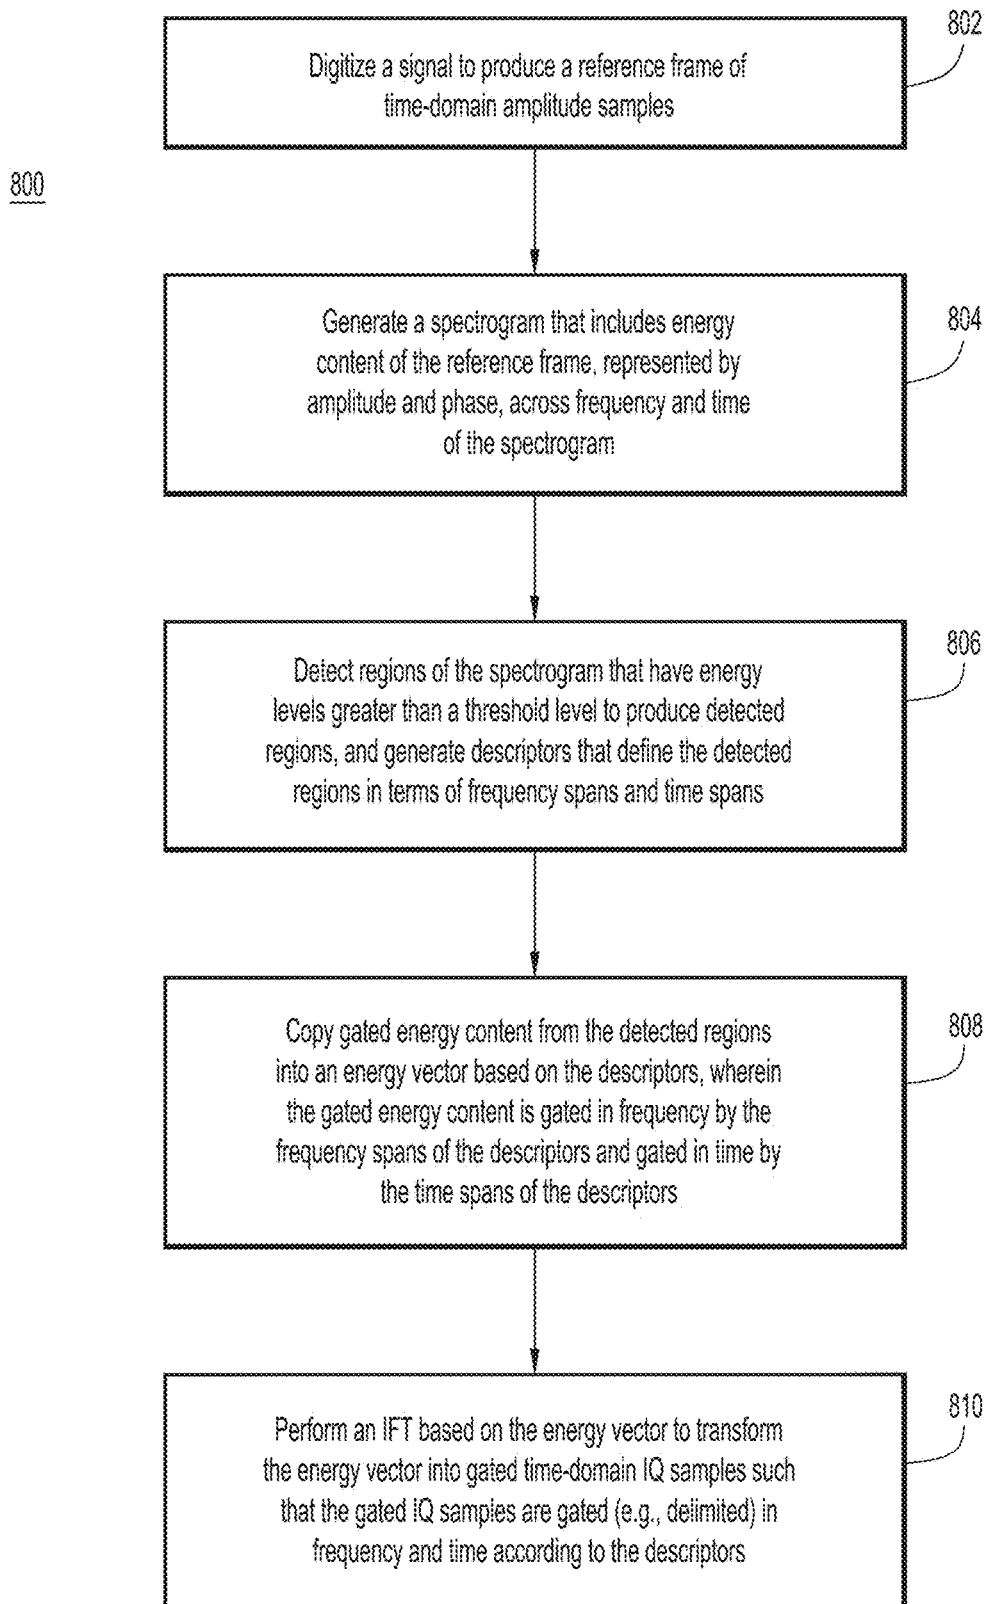 802
Digitize a signal to produce a reference frame of
time-domain amplitude samples
800
804
Generate a spectrogram that includes energy
content of the reference frame, represented by
amplitude and phase, across frequency and time
of the spectrogram
806
Detect regions of the spectrogram that have energy
levels greater than a threshold level to produce detected
regions, and generate descriptors that define the detected
regions in terms of frequency spans and time spans
808
Copy gated energy content from the detected regions
into an energy vector based on the descriptors, wherein
the gated energy content is gated in frequency by the
frequency spans of the descriptors and gated in time by
the time spans of the descriptors
810
Perform an IFT based on the energy vector to transform
the energy vector into gated time-domain IQ samples such
that the gated IQ samples are gated (e.g., delimited) in
frequency and time according to the descriptors